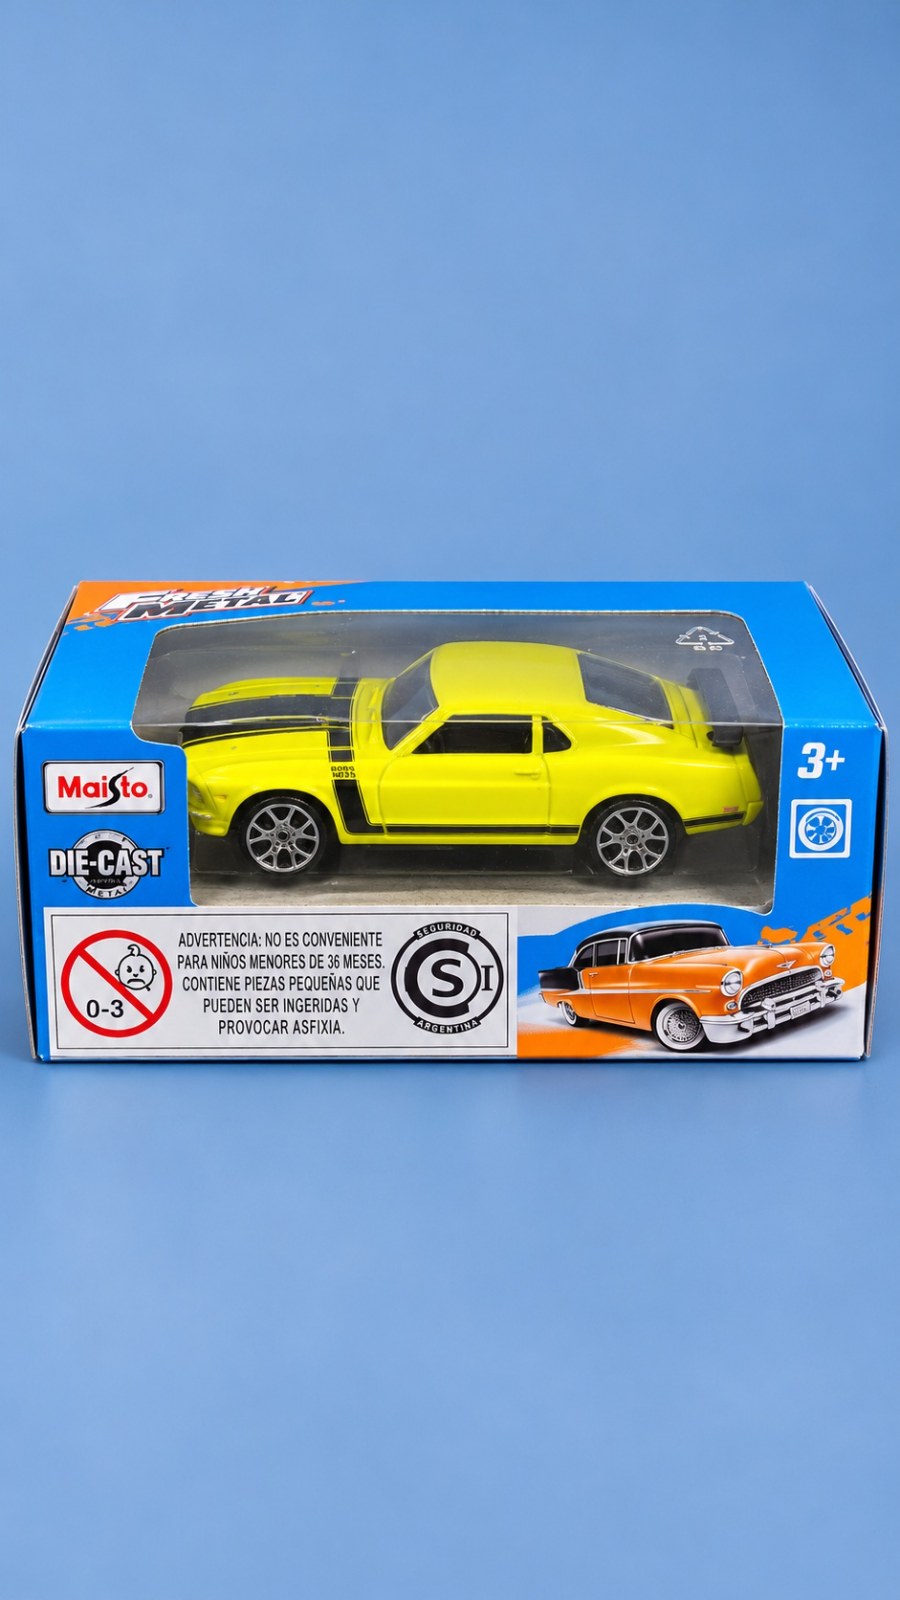 FRESH
METAL
Maisto
3+
DIE-CAST
METAL
0-3
ADVERTENCIA: NO ES CONVENIENTE
PARA NIÑOS MENORES DE 36 MESES.
CONTIENE PIEZAS PEQUEÑAS QUE
PUEDEN SER INGERIDAS Y
PROVOCAR ASFIXIA.
SEGURIDAD
S I
ARGENTINA